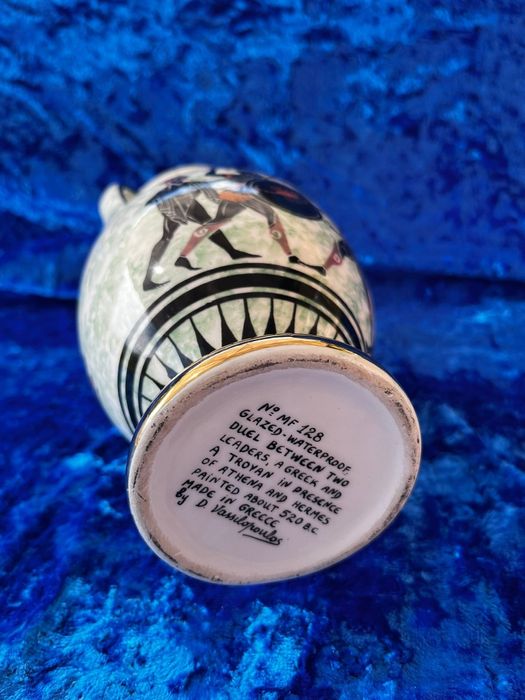 Nº MF 128
GLAZED-WATERPROOF
DUEL BETWEEN TWO
LEADERS, A GREEK AND
A TROYAN IN PRESENCE
OF ATHENA AND HERMES
PAINTED ABOUT 520 B.C.
MADE IN GREECE
by D. Vassilopoulos